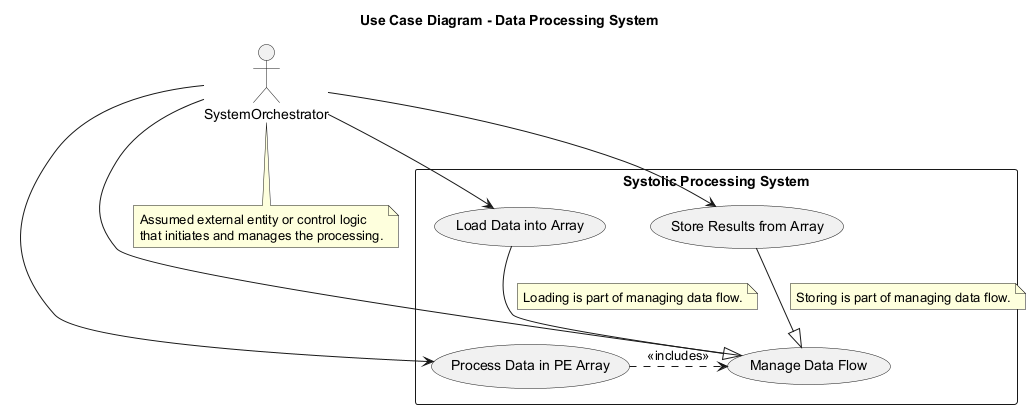 Use Case Diagram - Data Processing System
SystemOrchestrator
Systolic Processing System
Assumed external entity or control logic
that initiates and manages the processing.
Load Data into Array
Store Results from Array
Loading is part of managing data flow.
Storing is part of managing data flow.
Process Data in PE Array
«includes»
Manage Data Flow